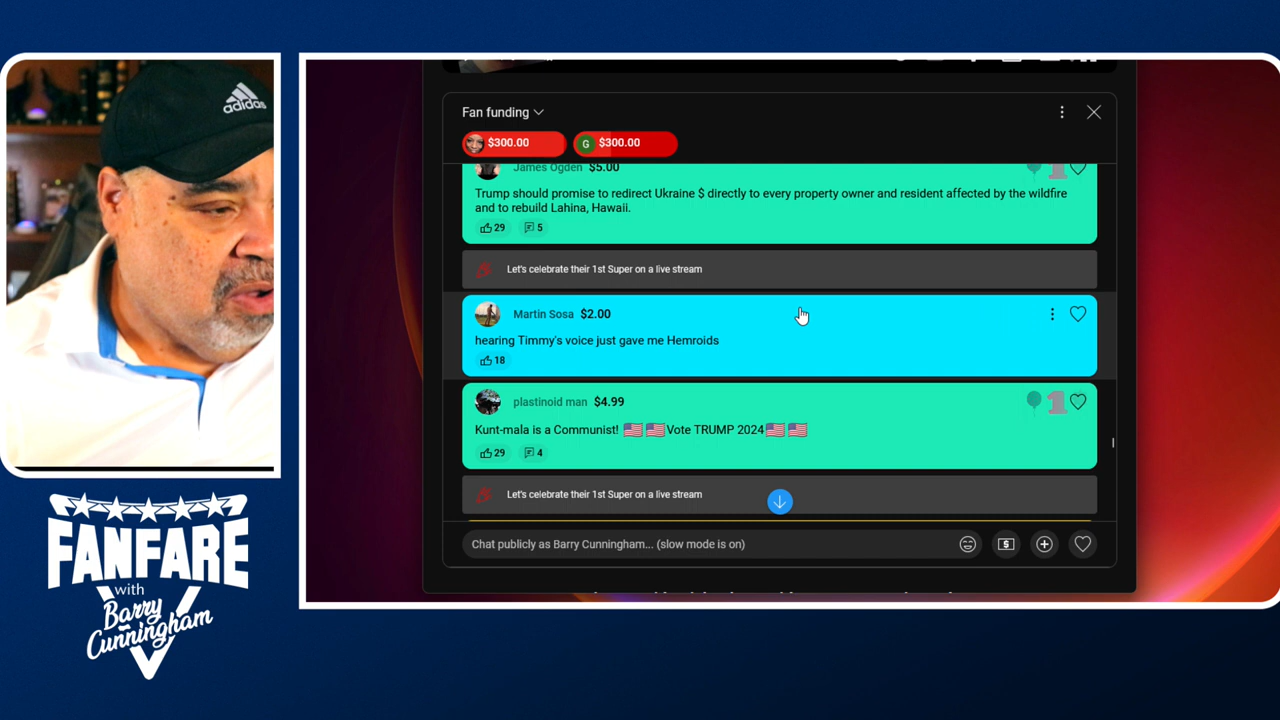 adidas
Fan funding
$300.00
G $300.00
James Ogden $5.00
Trump should promise to redirect Ukraine $ directly to every property owner and resident affected by the wildfire
and to rebuild Lahina, Hawaii.
29 5
Let's celebrate their 1st Super on a live stream
Martin Sosa $2.00
hearing Timmy's voice just gave me Hemroids
18
plastinoid man $4.99
1
Kunt-mala is a Communist! 🇺🇸🇺🇸Vote TRUMP 2024🇺🇸🇺🇸
29 4
Let's celebrate their 1st Super on a live stream
Chat publicly as Barry Cunningham... (slow mode is on)
FANFARE
with
Barry
Cunningham